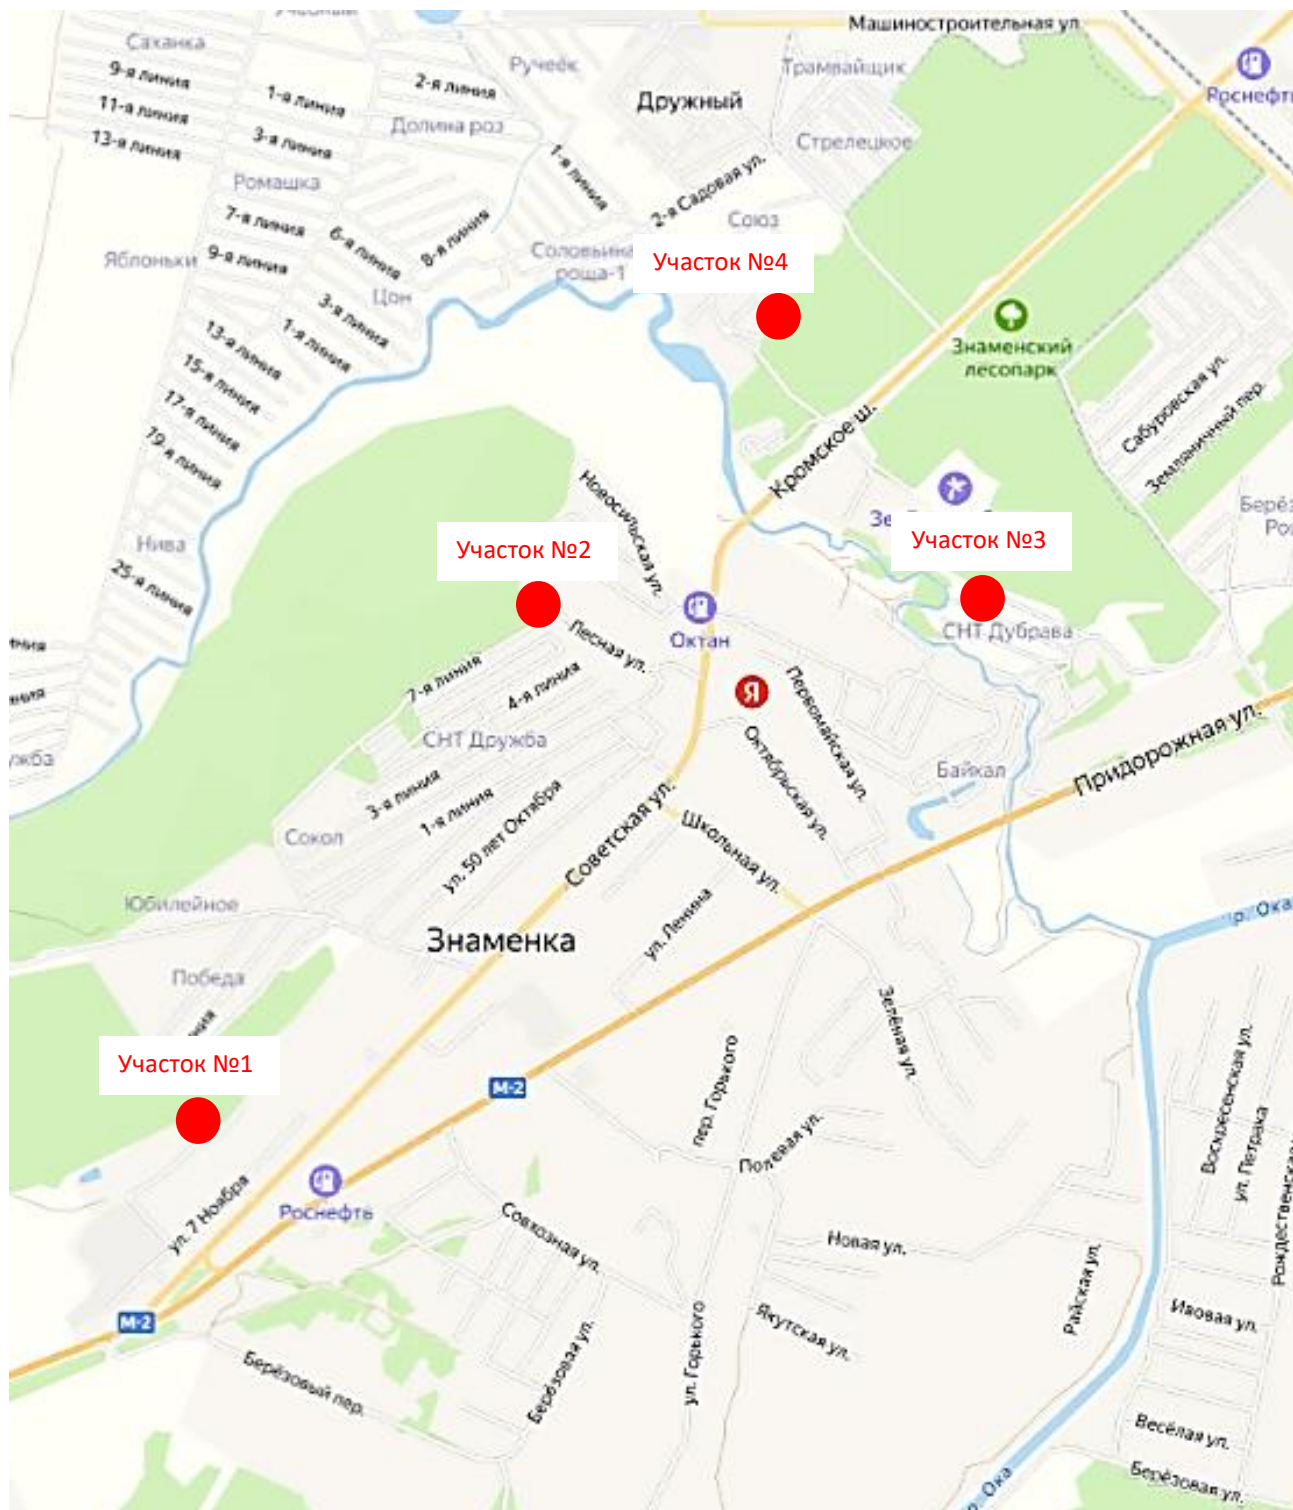 Машиностроительная ул.
Саханка
9-я линия
11-я линия
13-я линия
1-я линия
3-я линия
2-я линия
Долина роз
Ручеёк
Дружный
Трамвайщик
Стрелецкое
Роснефть
1-я линия
2-я Садовая ул.
Союз
Ромашка
7-я линия
9-я линия
6-я линия
8-я линия
Соловьина
роща-1
Яблоньки
Цон
3-я линия
1-я линия
13-я линия
15-я линия
17-я линия
19-я линия
Участок №4
Знаменский
лесопарк
Сабуровская ул.
Земляничный пер.
Кромское ш.
Нива
25-я линия
Новосильская ул.
Участок №2
Участок №3
Берёз
Рош
Октан
СНТ Дубрава
Лесная ул.
7-я линия
4-я линия
СНТ Дружба
3-я линия
1-я линия
Я
Первомайская ул.
Октябрьская ул.
Байкал
Придорожная ул.
жба
Сокол
ул. 50 лет Октября
Советская ул.
Школьная ул.
ул. Ленина
Юбилейное
Знаменка
р. Ока
Победа
Зелёная ул.
Участок №1
М-2
пер. Горького
Полевая ул.
Воскресенская ул.
ул. Петрака
Рождественская
Роснефть
ул. 7 Ноября
Совхозная ул.
Новая ул.
Райская ул.
М-2
Якутская ул.
ул. Горького
Ивовая ул.
Берёзовый пер.
Берёзовая ул.
Весёлая ул.
Берёзовая ул.
р. Ока